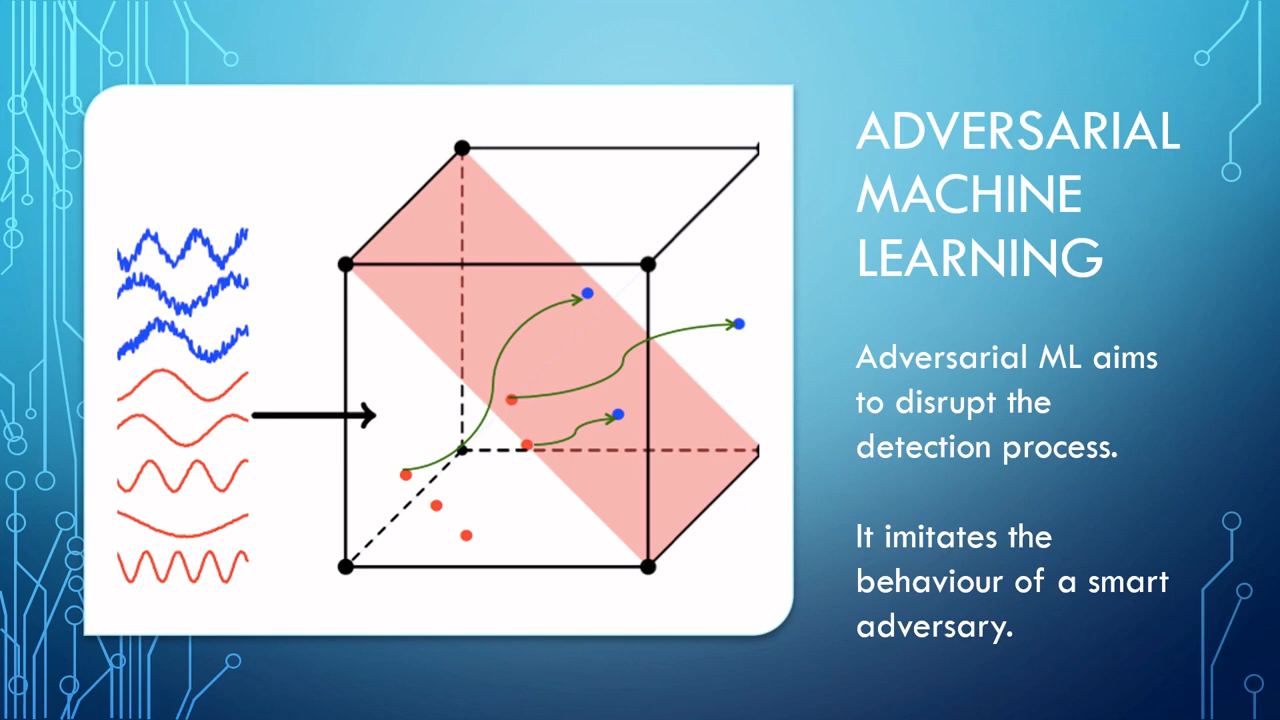 ADVERSARIAL
MACHINE
LEARNING
Adversarial ML aims
to disrupt the
detection process.
It imitates the
behaviour of a smart
adversary.